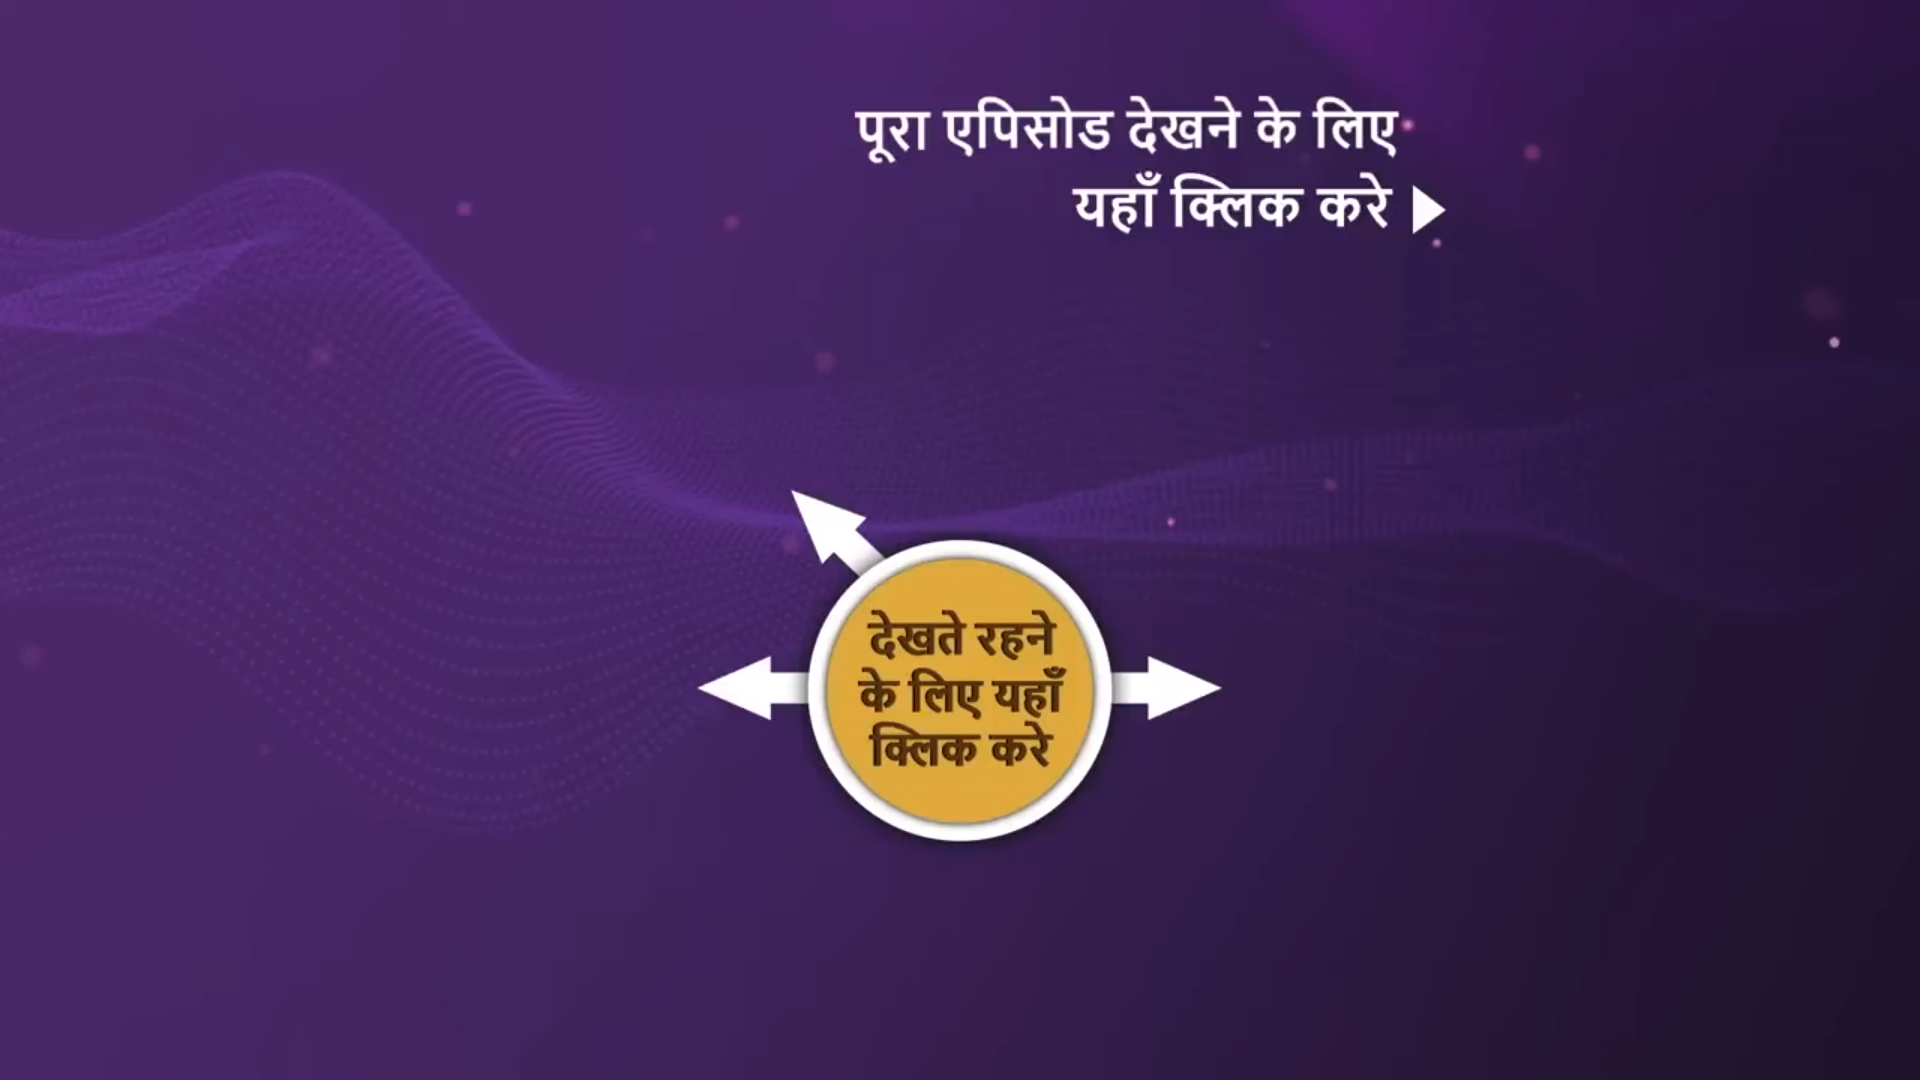 पूरा एपिसोड देखने के लिए
यहाँ क्लिक करे
देखते रहने
के लिए यहाँ
क्लिक करे